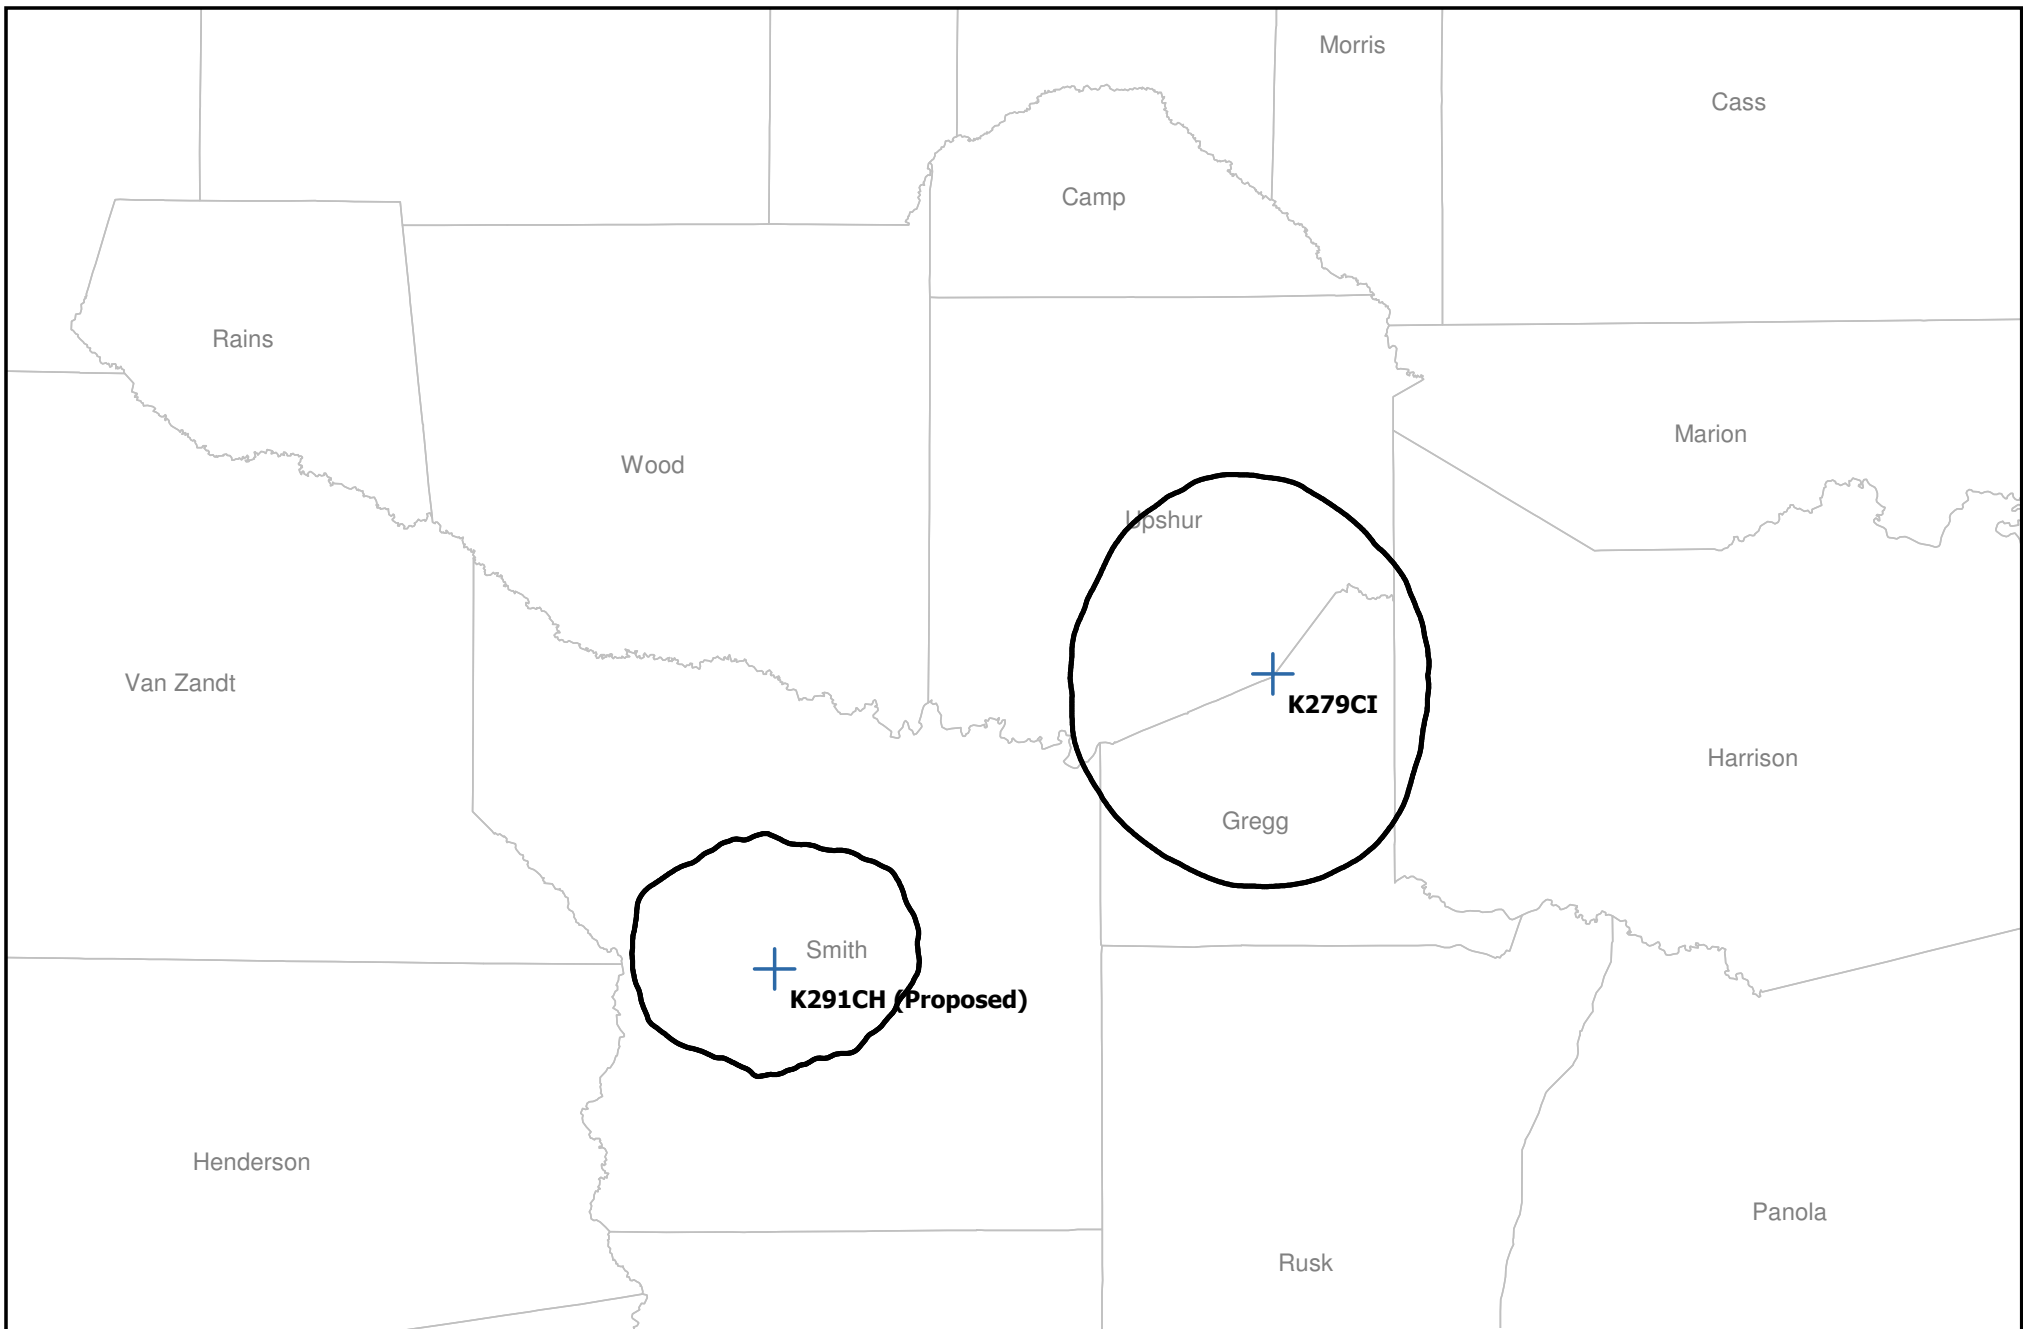 Morris
Cass
Camp
Rains
Marion
Wood
Upshur
Van Zandt
K279CI
Harrison
Gregg
Smith
K291CH (Proposed)
Henderson
Panola
Rusk